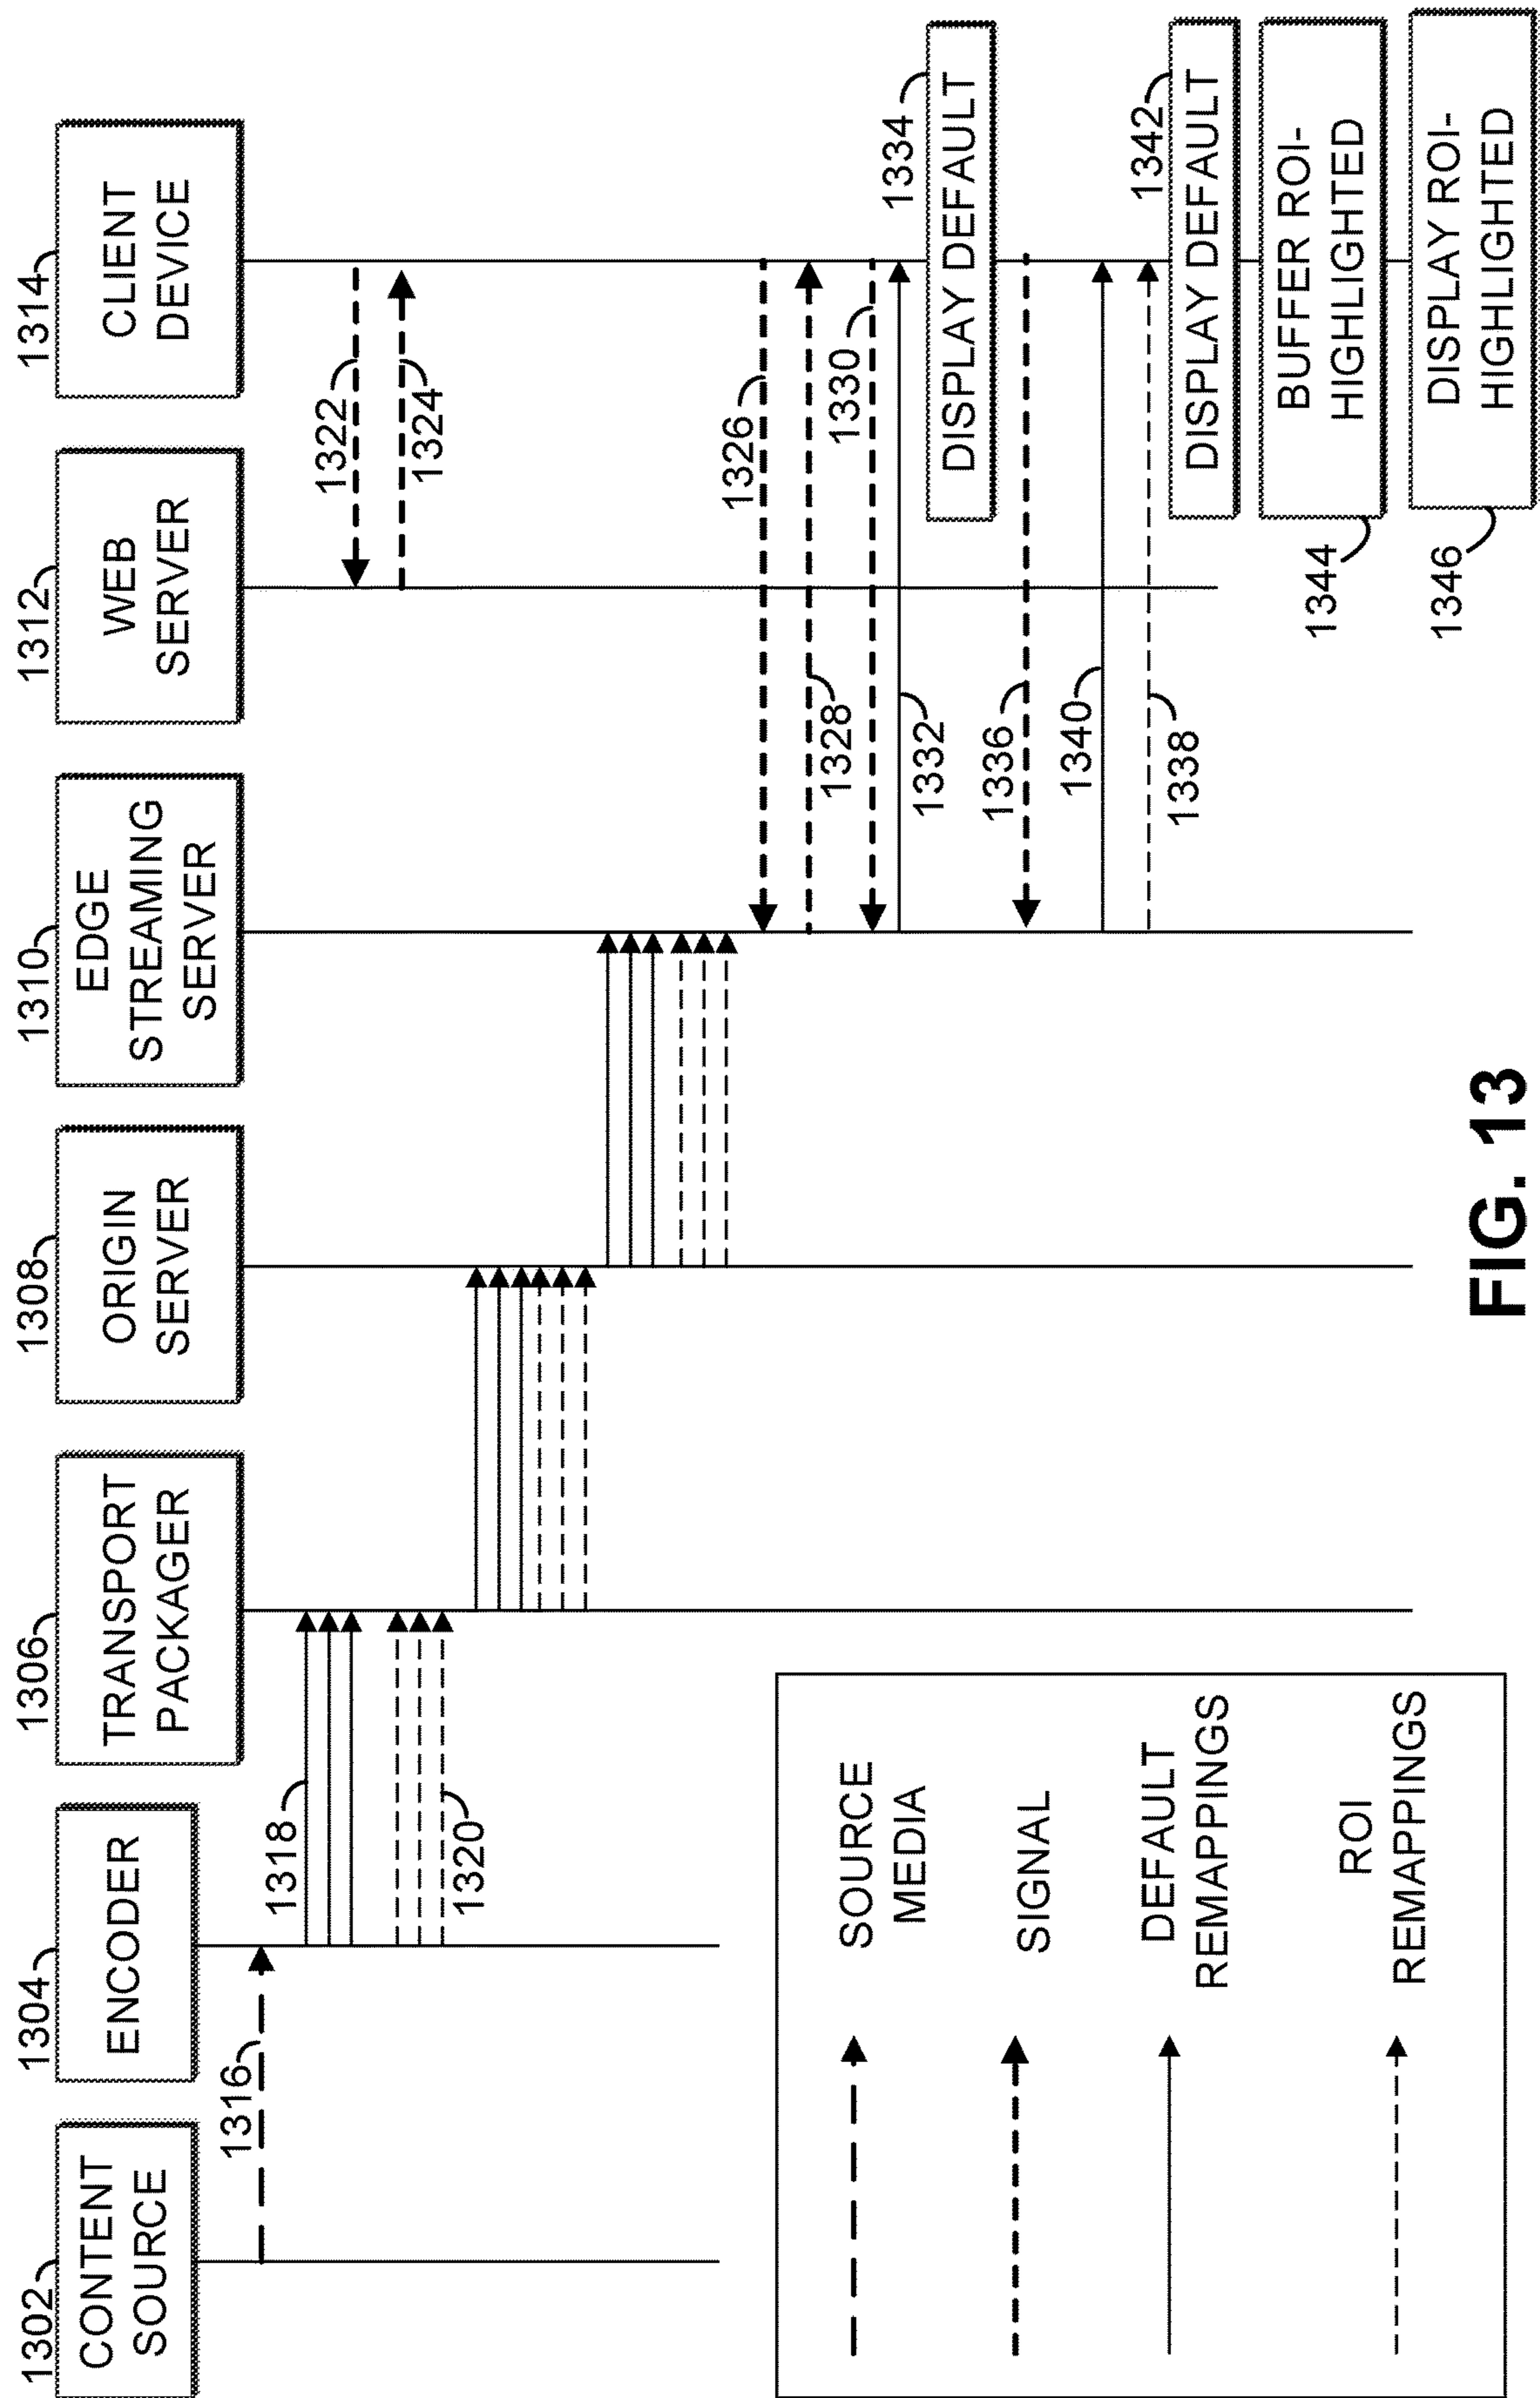 1302
CONTENT
SOURCE
1304
ENCODER
1306
TRANSPORT
PACKAGER
1308
ORIGIN
SERVER
1310
EDGE
STREAMING
SERVER
1312
WEB
SERVER
1314
CLIENT
DEVICE
1316
1318
1320
1322
1324
1326
1328
1330
1332
1334
DISPLAY DEFAULT
1336
1340
1338
1342
DISPLAY DEFAULT
BUFFER ROI-
HIGHLIGHTED
1344
DISPLAY ROI-
HIGHLIGHTED
1346
SOURCE
MEDIA
SIGNAL
DEFAULT
REMAPPINGS
ROI
REMAPPINGS
FIG. 13